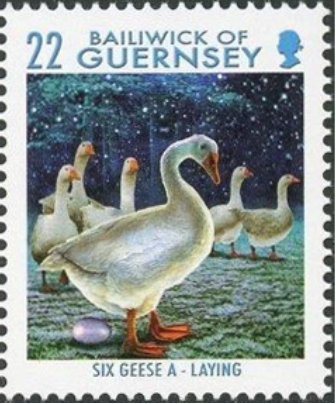 22 BAILIWICK OF
GUERNSEY
SIX GEESE A - LAYING